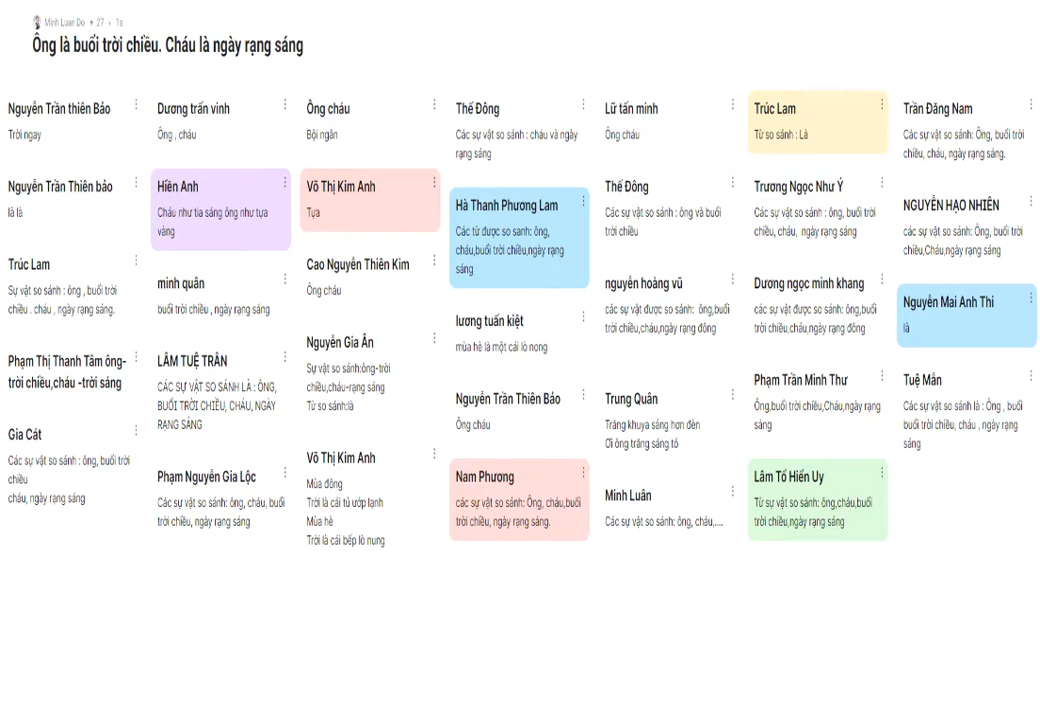 Minh Luan Do • 27 • 1s
Ông là buổi trời chiều. Cháu là ngày rạng sáng
Nguyễn Trần thiên Bảo
Trời ngay
Nguyễn Trần Thiên bảo
là là
Trúc Lam
Sự vật so sánh : ông , buổi trời
chiều . cháu , ngày rạng sáng.
Phạm Thị Thanh Tâm ông-
trời chiều,cháu -trời sáng
Gia Cát
Các sự vật so sánh : ông, buổi trời
chiều
cháu, ngày rạng sáng
Dương trấn vinh
Ông , cháu
Hiền Anh
Cháu như tia sáng ông như tựa
vàng
minh quân
buổi trời chiều , ngày rạng sáng
LÂM TUỆ TRÂN
CÁC SỰ VẬT SO SÁNH LÀ : ÔNG,
BUỔI TRỜI CHIỀU, CHÁU, NGÀY
RẠNG SÁNG
Phạm Nguyễn Gia Lộc
Các sự vật so sánh: ông, cháu, buổi
trời chiều, ngày rạng sáng
Ông cháu
Bội ngân
Võ Thị Kim Anh
Tựa
Cao Nguyễn Thiên Kim
Ông cháu
Nguyễn Gia Ân
Sự vật so sánh:ông-trời
chiều,cháu-rạng sáng
Từ so sánh:là
Võ Thị Kim Anh
Mùa đông
Trời là cái tủ ướp lạnh
Mùa hè
Trời là cái bếp lò nung
Thế Đông
Các sự vật so sánh : cháu và ngày
rạng sáng
Hà Thanh Phương Lam
Các từ được so sanh: ông,
cháu,buổi trời chiều,ngày rạng
sáng
lương tuấn kiệt
mùa hè là một cái lò nong
Nguyễn Trần Thiên Bảo
Ông cháu
Nam Phương
các sự vật so sánh: Ông, cháu,buổi
trời chiều, ngày rạng sáng.
Lữ tấn minh
Ông cháu
Thế Đông
Các sự vật so sánh : ông và buổi
trời chiều
nguyên hoàng vũ
các sự vật được so sánh: ông,buổi
trời chiều,cháu,ngày rạng đông
Trung Quân
Trăng khuya sáng hơn đèn
Ơi ông trăng sáng tỏ
Minh Luân
Các sự vật so sánh: ông, cháu,....
Trúc Lam
Từ so sánh : Là
Trương Ngọc Như Ý
Các sự vật so sánh : ông, buổi trời
chiều, cháu, ngày rạng sáng
Dương ngọc minh khang
các sự vật được so sánh: ông,buổi
trời chiều,cháu,ngày rạng đông
Phạm Trần Minh Thư
Ông,buổi trời chiều,Cháu,ngày rạng
sáng
Lâm Tổ Hiển Uy
Từ sự vật so sánh: ông,cháu,buổi
trời chiều,ngày rạng sáng
Trần Đăng Nam
Các sự vật so sánh: Ông, buổi trời
chiều, cháu, ngày rạng sáng.
NGUYỄN HẠO NHIÊN
các sự vật so sánh: Ông, buổi trời
chiều,Cháu,ngày rạng sáng
Nguyễn Mai Anh Thi
là
Tuệ Mẫn
Các sự vật so sánh là : Ông , buổi
buổi trời chiều, cháu , ngày rạng
sáng